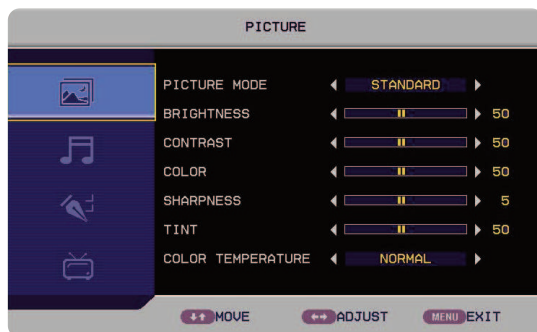 PICTURE
PICTURE MODE STANDARD
BRIGHTNESS 50
CONTRAST 50
COLOR 50
SHARPNESS 5
TINT 50
COLOR TEMPERATURE NORMAL
MOVE ADJUST MENU EXIT